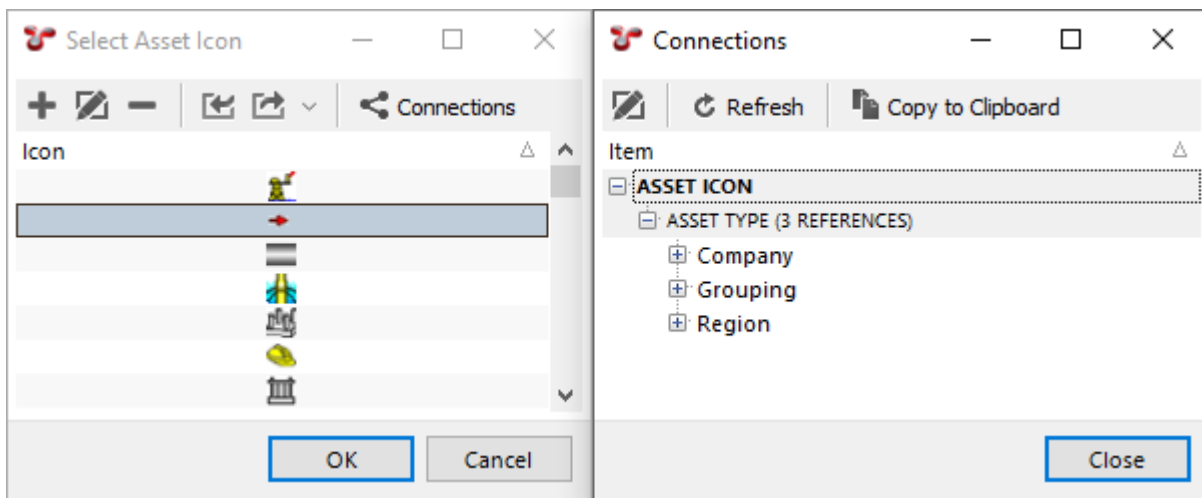 Select Asset Icon
Connections
Icon
OK
Cancel
Connections
Refresh
Copy to Clipboard
Item
ASSET ICON
ASSET TYPE (3 REFERENCES)
Company
Grouping
Region
Close